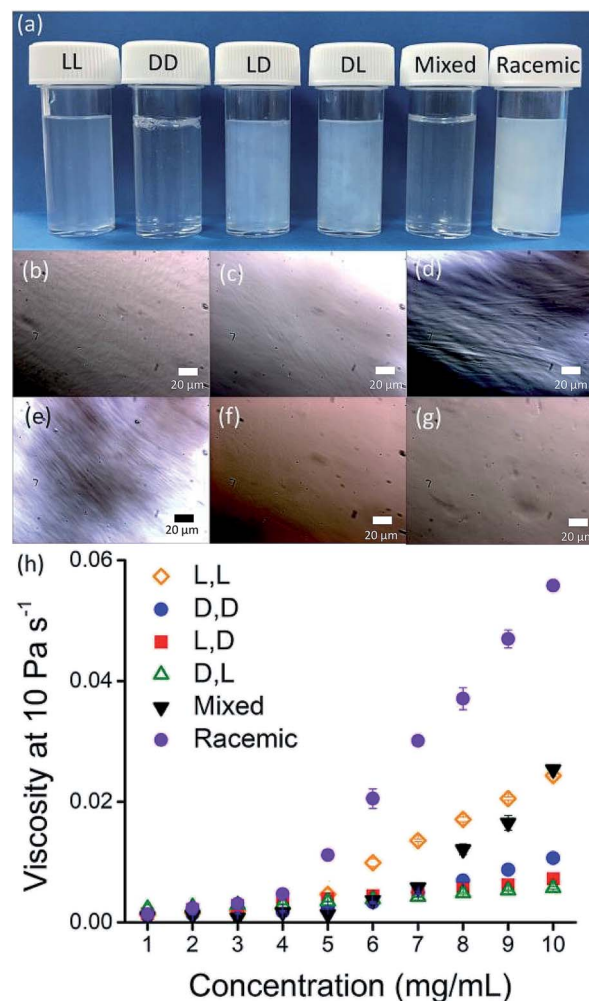 (a)
LL DD LD DL Mixed Racemic
(b) (c) (d)
20 µm 20 µm 20 µm
(e) (f) (g)
20 µm 20 µm 20 µm
(h)
0.06
0.04
0.02
0.00
Viscosity at 10 Pa s⁻¹
L,L
D,D
L,D
D,L
Mixed
Racemic
1 2 3 4 5 6 7 8 9 10
Concentration (mg/mL)